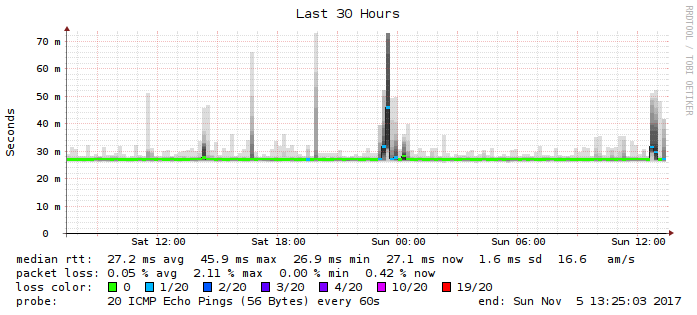 Last 30 Hours
RRDTOOL / TOBI OETIKER
Seconds
70 m
60 m
50 m
40 m
30 m
20 m
10 m
0
Sat 12:00 Sat 18:00 Sun 00:00 Sun 06:00 Sun 12:00
median rtt: 27.2 ms avg 45.9 ms max 26.9 ms min 27.1 ms now 1.6 ms sd 16.6 am/s
packet loss: 0.05 % avg 2.11 % max 0.00 % min 0.42 % now
loss color: 0 1/20 2/20 3/20 4/20 10/20 19/20
probe: 20 ICMP Echo Pings (56 Bytes) every 60s end: Sun Nov 5 13:25:03 2017